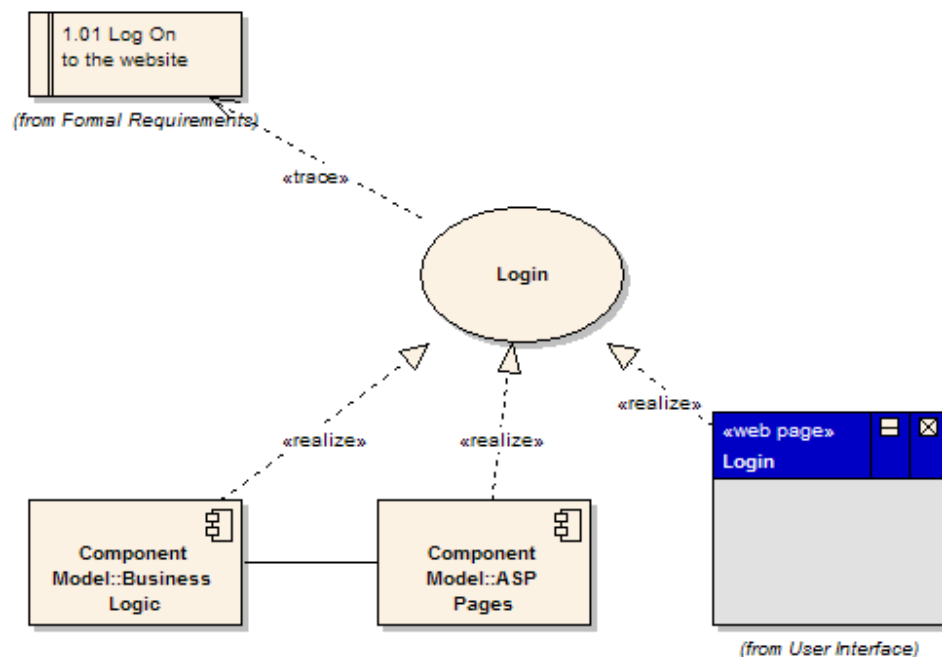 1.01 Log On
to the website
(from Formal Requirements)
«trace»
Login
«realize»
«realize»
«realize»
«web page»
Login
Component
Model::Business
Logic
Component
Model::ASP
Pages
(from User Interface)